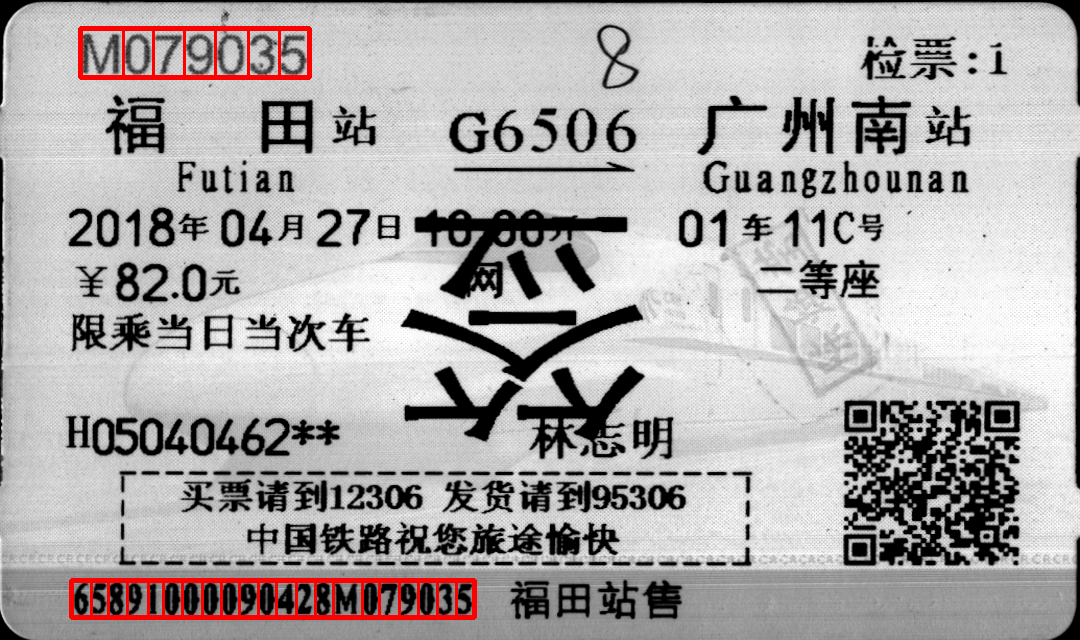 M079035
8
检票:1
福田站 G6506 广州南站
Futian Guangzhounan
2018年04月27日 01车11C号
￥82.0元 网 二等座
限乘当日当次车
签
H05040462** 林志明
买票请到12306 发货请到95306
中国铁路祝您旅途愉快
65891000090428M079035 福田站售